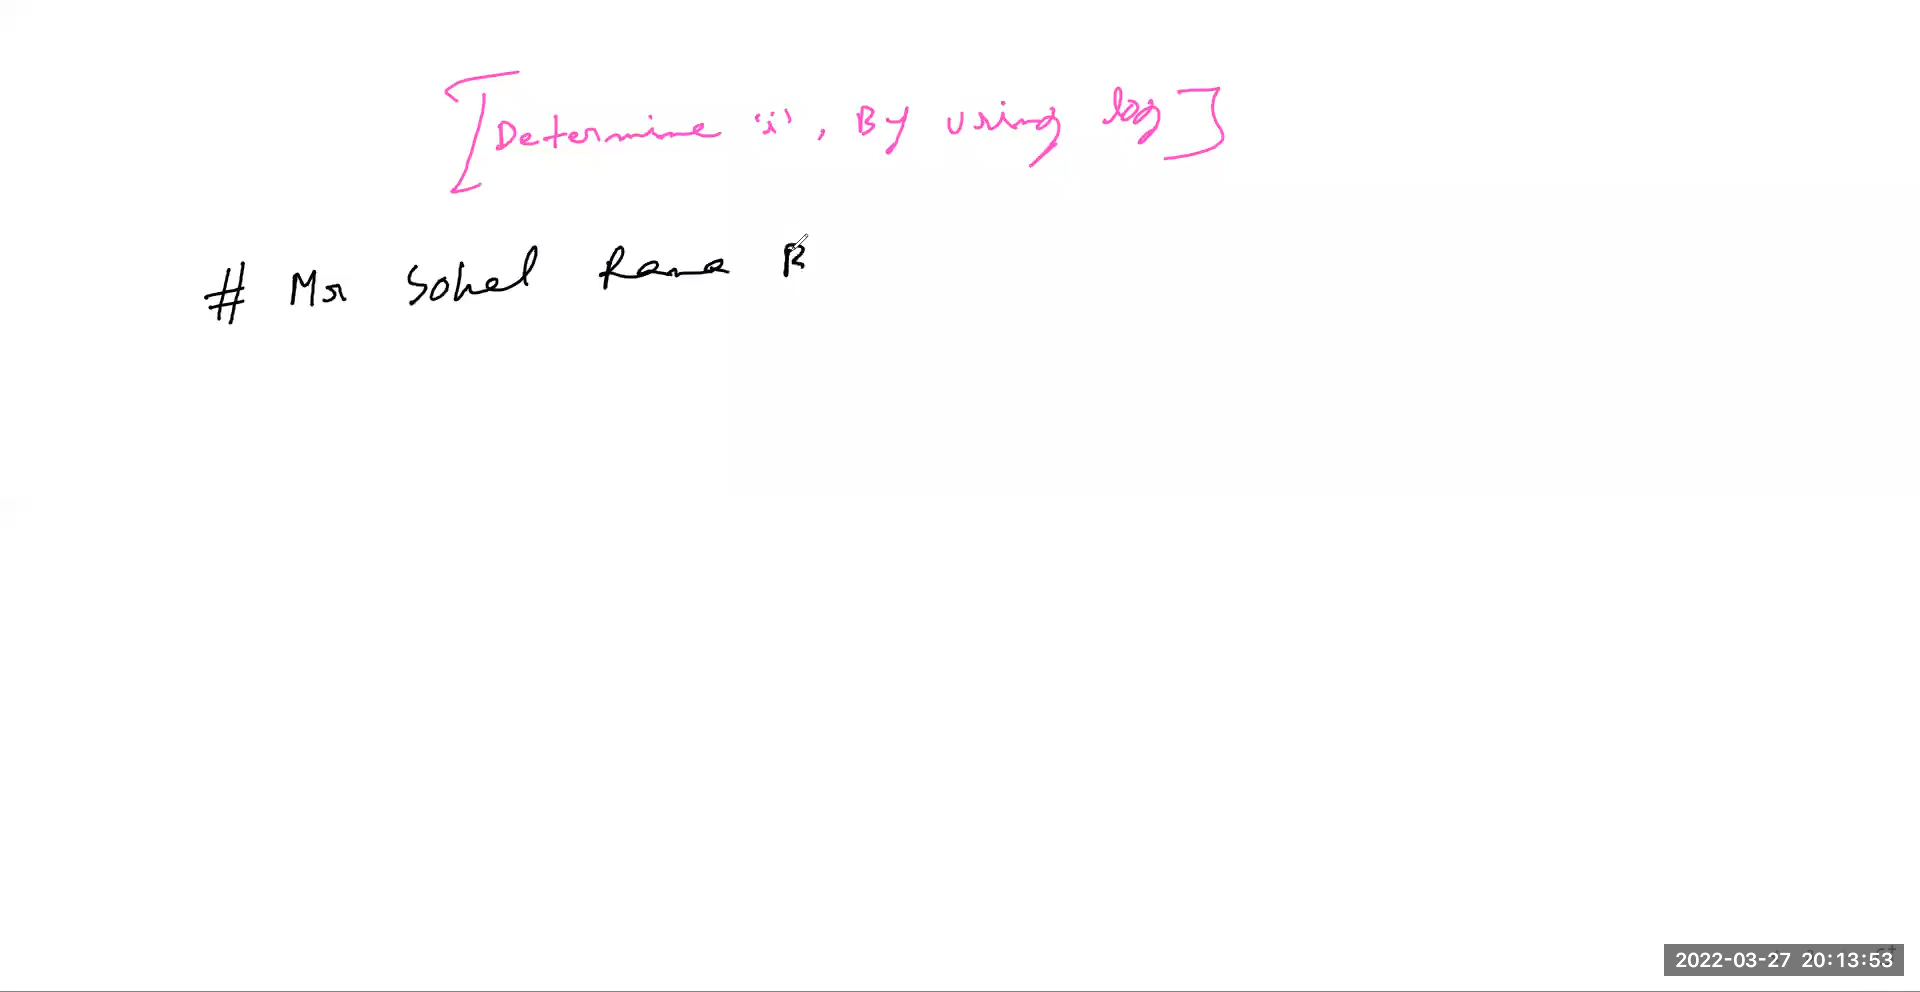 [Determine 'i', By using log]
# Mr Sohel Rana B
2022-03-27 20:13:53